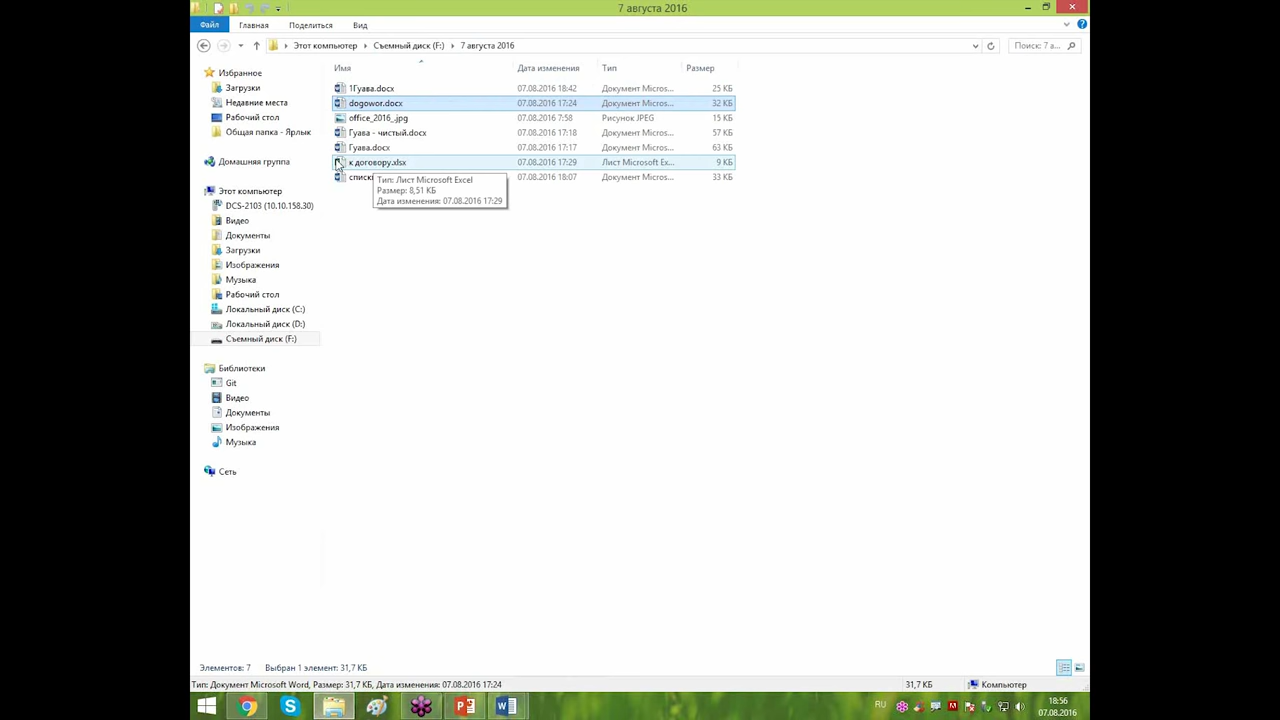 7 августа 2016
Файл Главная Поделиться Вид
Этот компьютер Съемный диск (F:) 7 августа 2016 Поиск: 7 а...
Имя Дата изменения Тип Размер
1Гуава.docx 07.08.2016 18:42 Документ Micros... 25 КБ
dogowor.docx 07.08.2016 17:24 Документ Micros... 32 КБ
office_2016_.jpg 07.08.2016 7:58 Рисунок JPEG 15 КБ
Гуава - чистый.docx 07.08.2016 17:18 Документ Micros... 57 КБ
Гуава.docx 07.08.2016 17:17 Документ Micros... 63 КБ
к договору.xlsx 07.08.2016 17:29 Лист Microsoft Ex... 9 КБ
07.08.2016 18:07 Документ Micros... 33 КБ
Тип: Лист Microsoft Excel
Размер: 8,51 КБ
Дата изменения: 07.08.2016 17:29
Избранное
Загрузки
Недавние места
Рабочий стол
Общая папка - Ярлык
Домашняя группа
Этот компьютер
DCS-2103 (10.10.158.30)
Видео
Документы
Загрузки
Изображения
Музыка
Рабочий стол
Локальный диск (C:)
Локальный диск (D:)
Съемный диск (F:)
Библиотеки
Git
Видео
Документы
Изображения
Музыка
Сеть
Элементов: 7 Выбран 1 элемент: 31,7 КБ
Тип: Документ Microsoft Word, Размер: 31,7 КБ, Дата изменения: 07.08.2016 17:24 31,7 КБ Компьютер
RU 18:56
07.08.2016